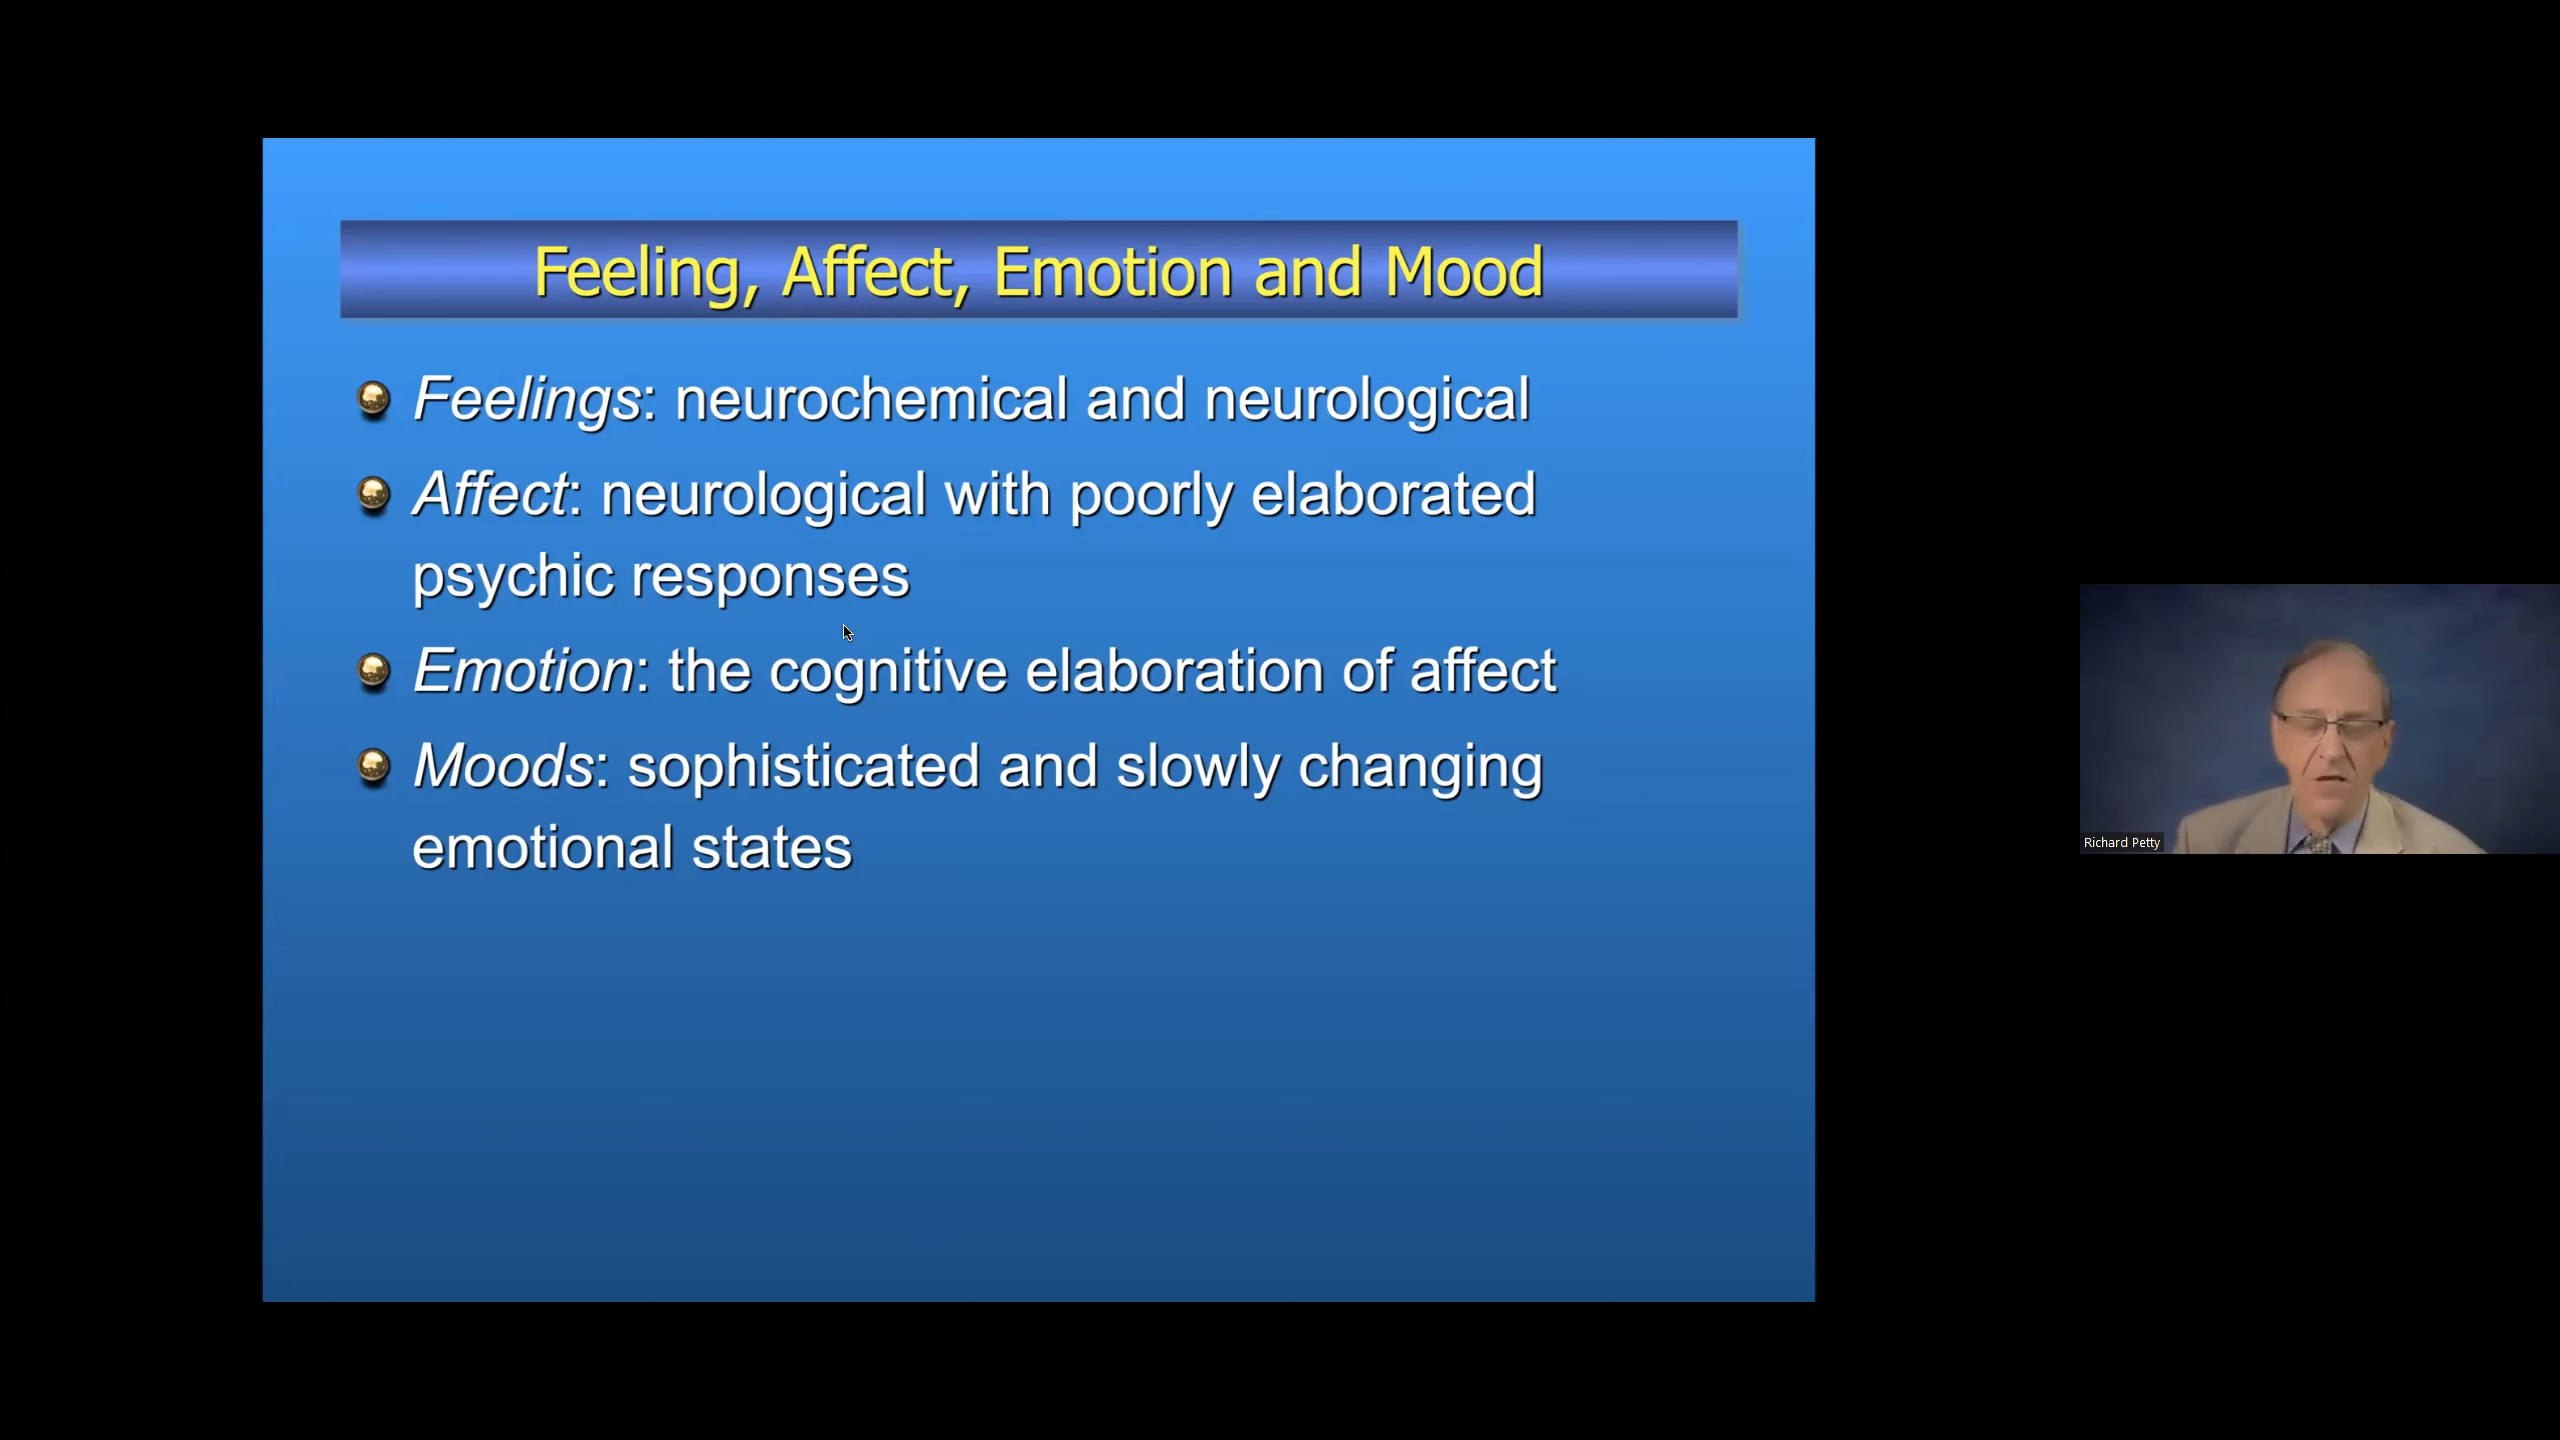 Feeling, Affect, Emotion and Mood
Feelings: neurochemical and neurological
Affect: neurological with poorly elaborated
psychic responses
Emotion: the cognitive elaboration of affect
Moods: sophisticated and slowly changing
emotional states
Richard Petty